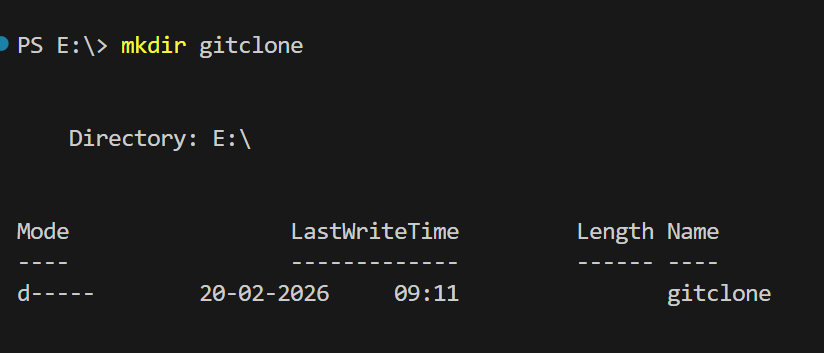 PS E:\> mkdir gitclone
Directory: E:\
Mode LastWriteTime Length Name
---- ------------- ------ ----
d----- 20-02-2026 09:11 gitclone